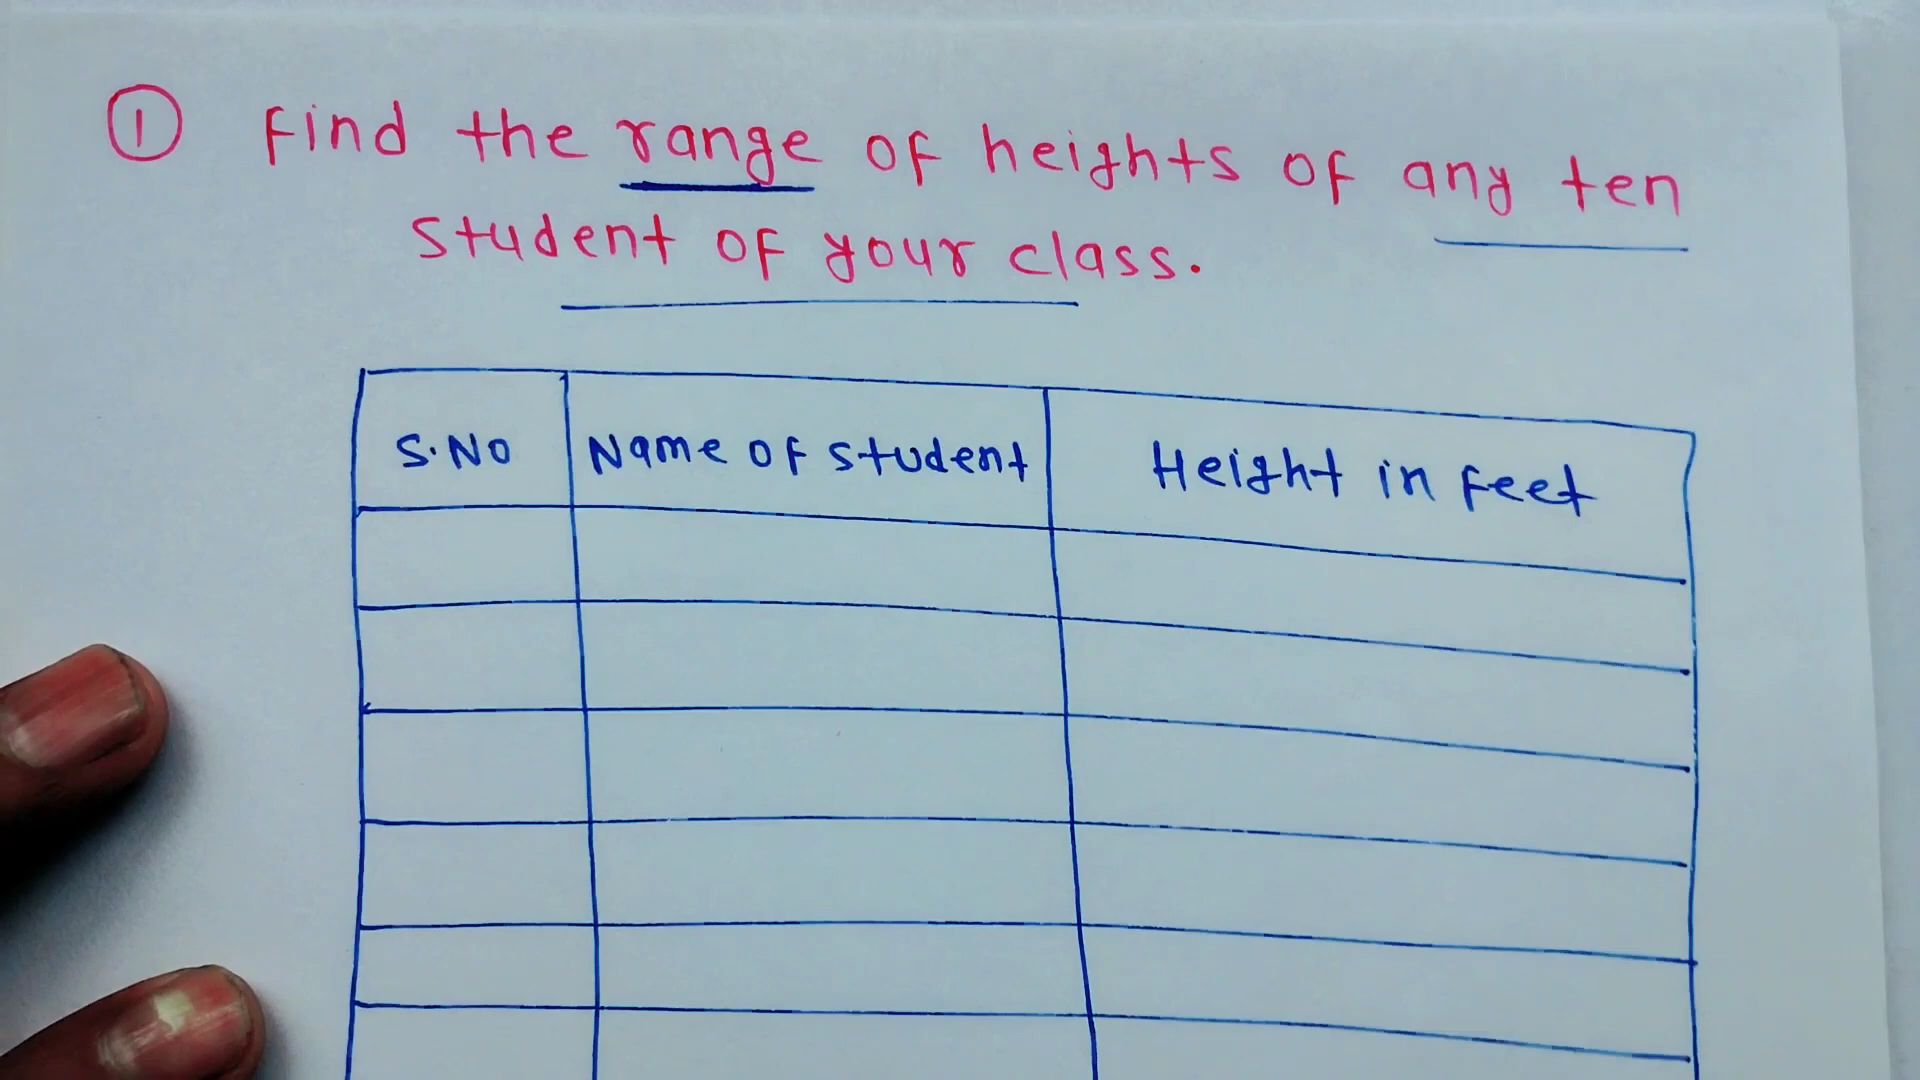 ① Find the range of heights of any ten
student of your class.
S.No Name of student Height in feet